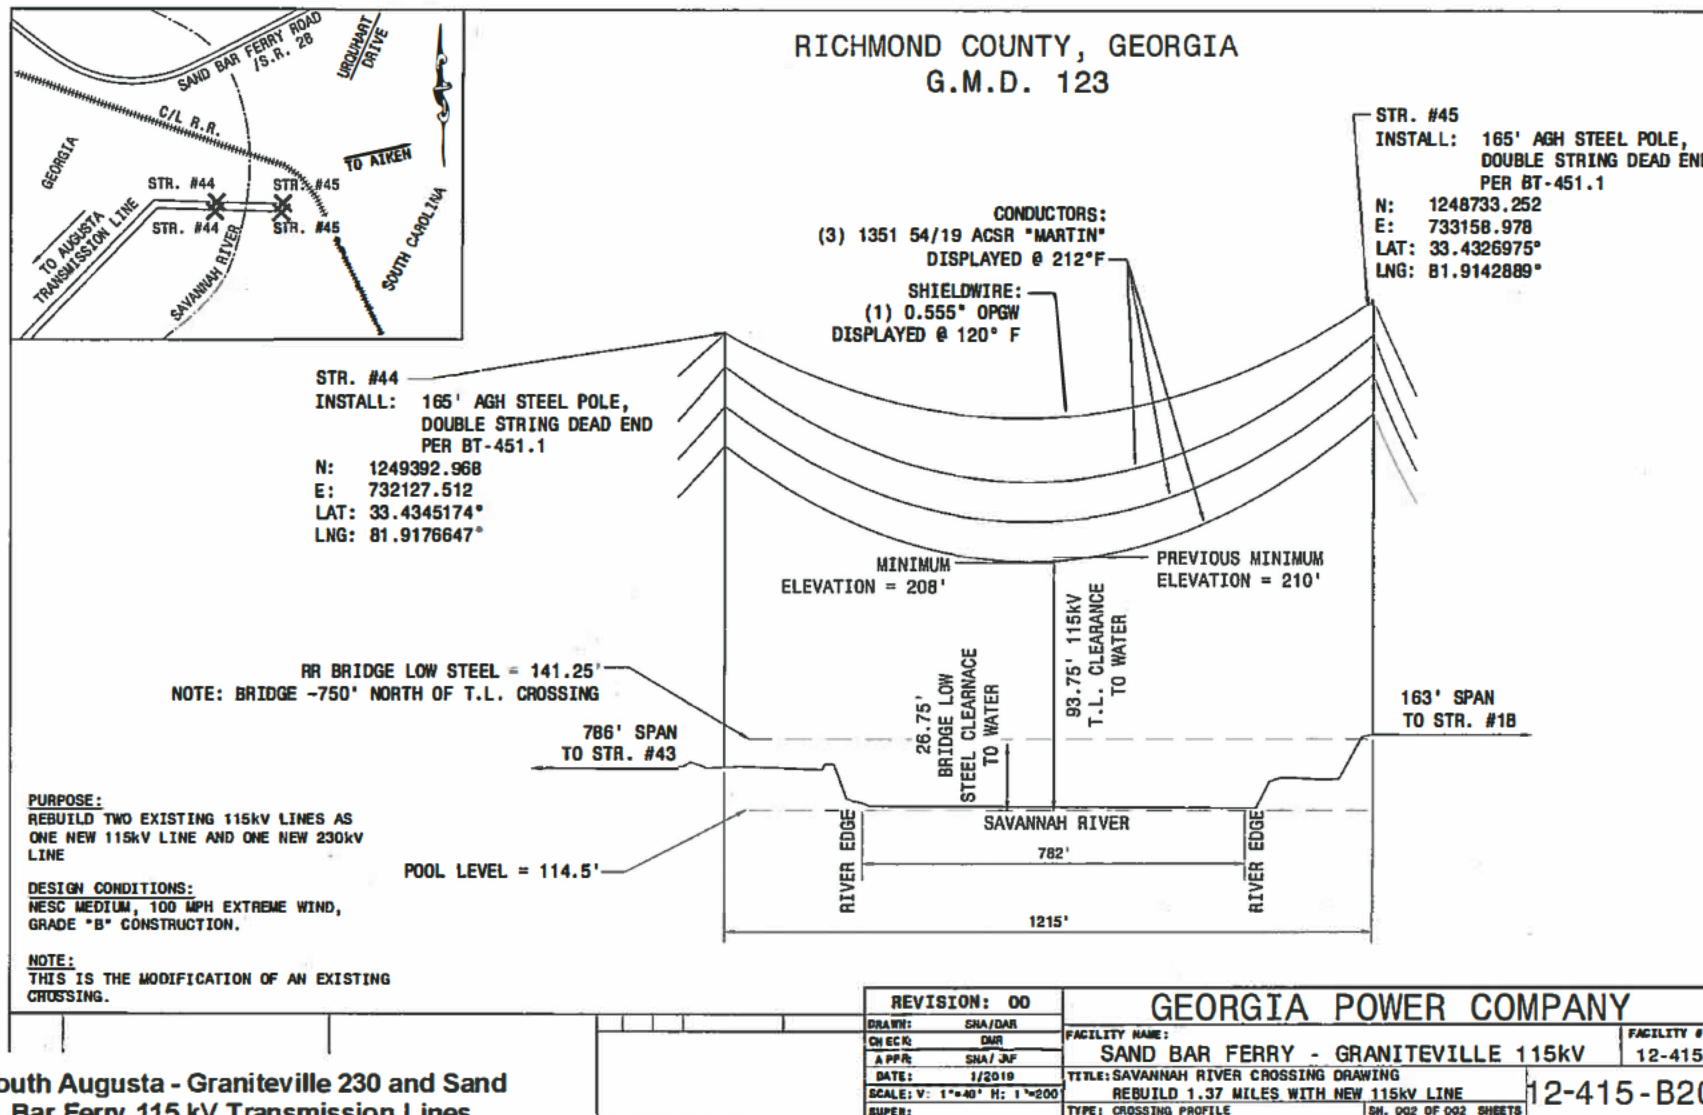 RICHMOND COUNTY, GEORGIA
G.M.D. 123
SAND BAR FERRY ROAD
/S.R. 28
URQUHART
DRIVE
C/L R.R.
GEORGIA
TO AIKEN
STR. #44
STR. #45
STR. #44
STR. #45
TO AUGUSTA
TRANSMISSION LINE
SAVANNAH RIVER
SOUTH CAROLINA
STR. #45
INSTALL: 165' AGH STEEL POLE,
DOUBLE STRING DEAD END
PER BT-451.1
N: 1248733.252
E: 733158.978
LAT: 33.4326975°
LNG: 81.9142889°
CONDUCTORS:
(3) 1351 54/19 ACSR "MARTIN"
DISPLAYED @ 212°F
SHIELDWIRE:
(1) 0.555" OPGW
DISPLAYED @ 120° F
STR. #44
INSTALL: 165' AGH STEEL POLE,
DOUBLE STRING DEAD END
PER BT-451.1
N: 1249392.968
E: 732127.512
LAT: 33.4345174°
LNG: 81.9176647°
MINIMUM
ELEVATION = 208'
PREVIOUS MINIMUM
ELEVATION = 210'
93.75' 115kV
T.L. CLEARANCE
TO WATER
26.75'
BRIDGE LOW
STEEL CLEARNACE
TO WATER
RR BRIDGE LOW STEEL = 141.25'
NOTE: BRIDGE ~750' NORTH OF T.L. CROSSING
786' SPAN
TO STR. #43
163' SPAN
TO STR. #18
SAVANNAH RIVER
RIVER EDGE
782'
RIVER EDGE
1215'
POOL LEVEL = 114.5'
PURPOSE:
REBUILD TWO EXISTING 115kV LINES AS
ONE NEW 115kV LINE AND ONE NEW 230kV
LINE
DESIGN CONDITIONS:
NESC MEDIUM, 100 MPH EXTREME WIND,
GRADE "B" CONSTRUCTION.
NOTE:
THIS IS THE MODIFICATION OF AN EXISTING
CROSSING.
outh Augusta - Graniteville 230 and Sand
Bar Ferry 115 kV Transmission Lines
REVISION: 00
DRAWN: SNA/DAR
CHECK: DMR
APPR: SNA/ JAF
DATE: 1/2019
SCALE: V: 1"=40' H: 1"=200'
SUPER:
GEORGIA POWER COMPANY
FACILITY NAME:
SAND BAR FERRY - GRANITEVILLE 115kV
FACILITY #
12-415
TITLE: SAVANNAH RIVER CROSSING DRAWING
REBUILD 1.37 MILES WITH NEW 115kV LINE
12-415-B20
TYPE: CROSSING PROFILE
SH. 002 OF 002 SHEETS